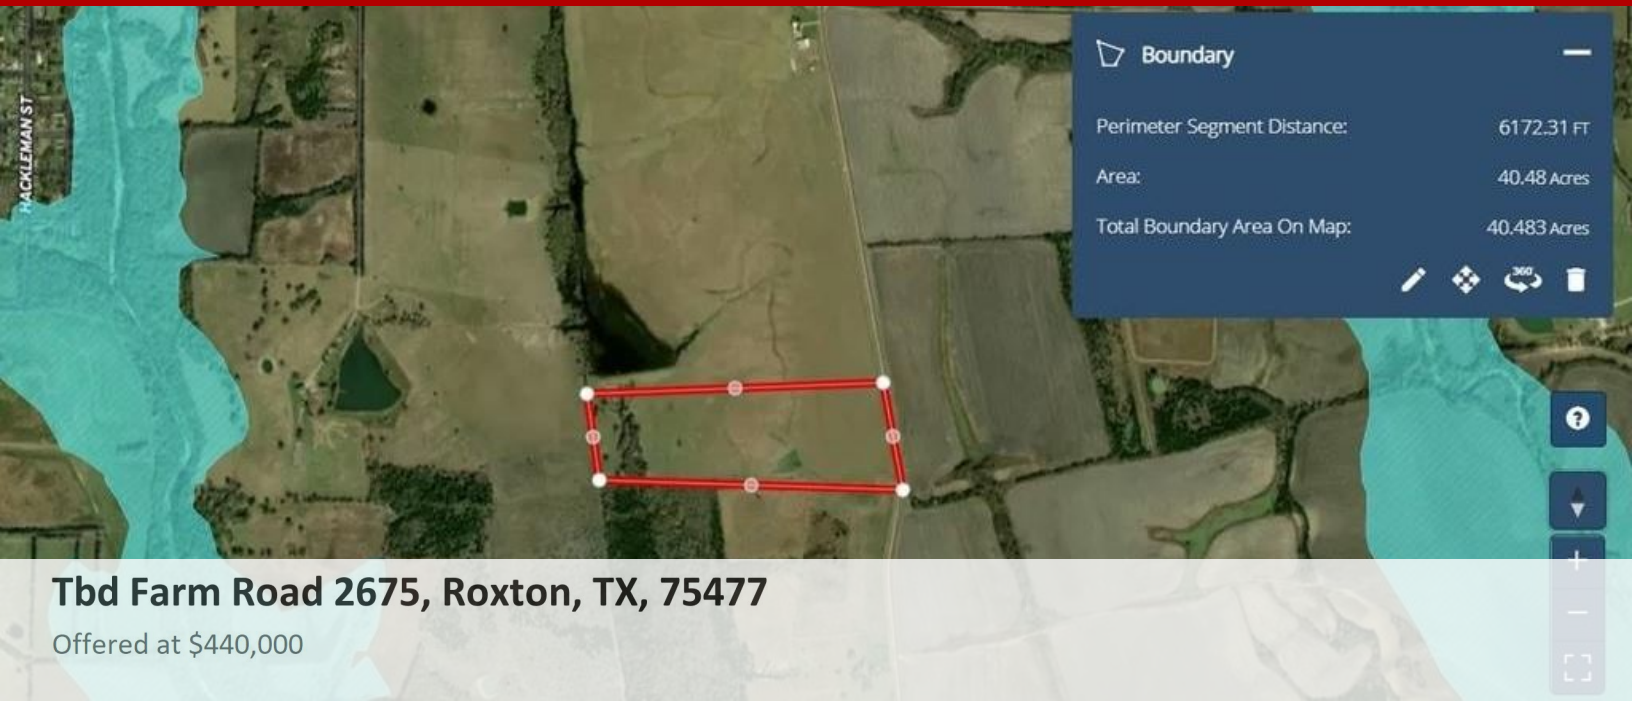 HACKLEMAN ST
Boundary
Perimeter Segment Distance: 6172.31 FT
Area: 40.48 Acres
Total Boundary Area On Map: 40.483 Acres
360°
?
Tbd Farm Road 2675, Roxton, TX, 75477
Offered at $440,000